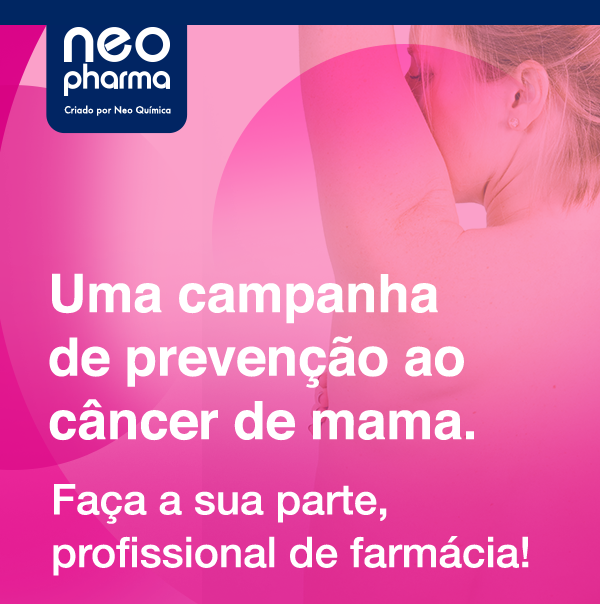 neo
pharma
Criado por Neo Química
Uma campanha
de prevenção ao
câncer de mama.
Faça a sua parte,
profissional de farmácia!